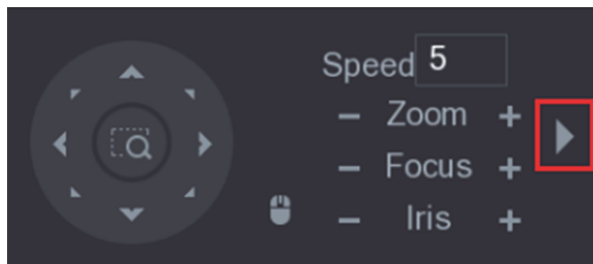 Speed 5
− Zoom +
− Focus +
− Iris +